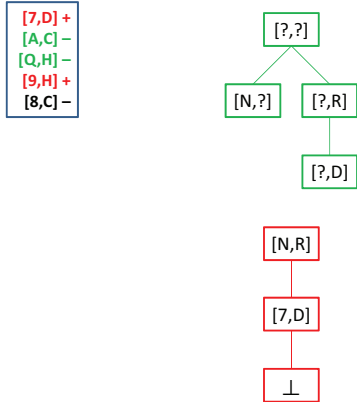 [7,D] +
[A,C] –
[Q,H] –
[9,H] +
[8,C] –
[?,?]
[N,?] [?,R]
[?,D]
[N,R]
[7,D]
⊥